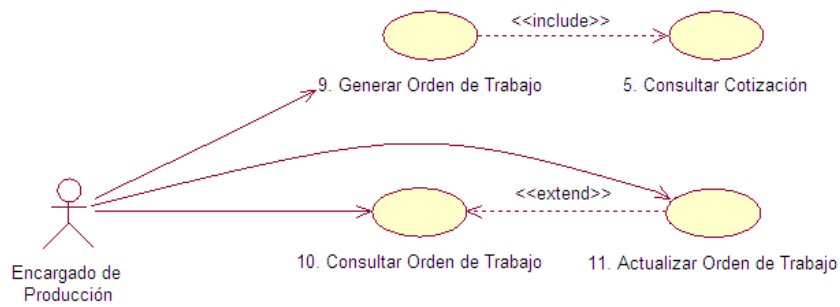 <<include>>
9. Generar Orden de Trabajo
5. Consultar Cotización
<<extend>>
10. Consultar Orden de Trabajo
11. Actualizar Orden de Trabajo
Encargado de
Producción